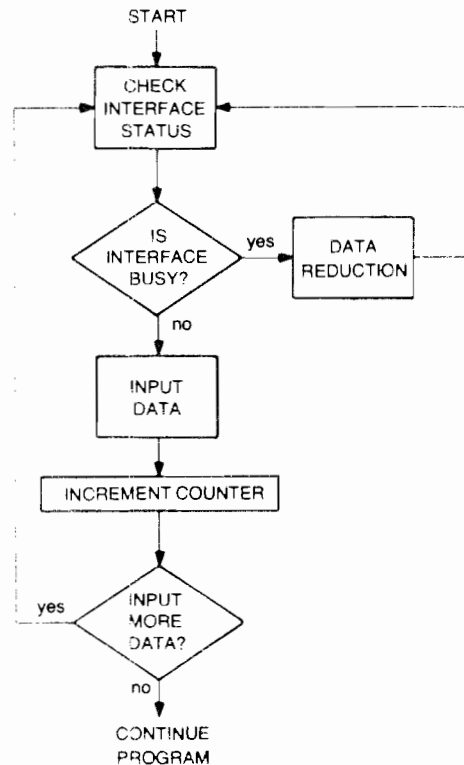 START
CHECK
INTERFACE
STATUS
IS
INTERFACE
BUSY?
yes
DATA
REDUCTION
no
INPUT
DATA
INCREMENT COUNTER
yes
INPUT
MORE
DATA?
no
CONTINUE
PROGRAM